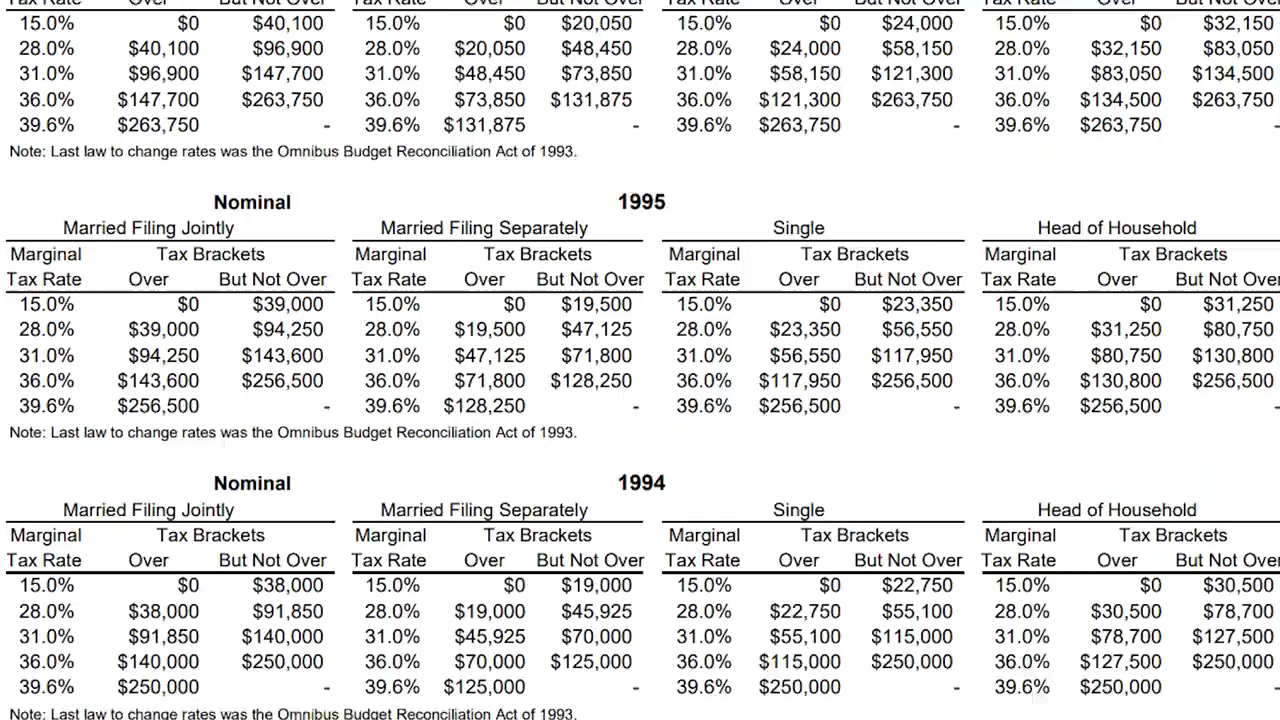 Tax Rate Over But Not Over Tax Rate Over But Not Over Tax Rate Over But Not Over Tax Rate Over But Not Over
15.0% $0 $40,100 15.0% $0 $20,050 15.0% $0 $24,000 15.0% $0 $32,150
28.0% $40,100 $96,900 28.0% $20,050 $48,450 28.0% $24,000 $58,150 28.0% $32,150 $83,050
31.0% $96,900 $147,700 31.0% $48,450 $73,850 31.0% $58,150 $121,300 31.0% $83,050 $134,500
36.0% $147,700 $263,750 36.0% $73,850 $131,875 36.0% $121,300 $263,750 36.0% $134,500 $263,750
39.6% $263,750 - 39.6% $131,875 - 39.6% $263,750 - 39.6% $263,750 -
Note: Last law to change rates was the Omnibus Budget Reconciliation Act of 1993.
Nominal 1995
Married Filing Jointly Married Filing Separately Single Head of Household
Marginal Tax Brackets Marginal Tax Brackets Marginal Tax Brackets Marginal Tax Brackets
Tax Rate Over But Not Over Tax Rate Over But Not Over Tax Rate Over But Not Over Tax Rate Over But Not Over
15.0% $0 $39,000 15.0% $0 $19,500 15.0% $0 $23,350 15.0% $0 $31,250
28.0% $39,000 $94,250 28.0% $19,500 $47,125 28.0% $23,350 $56,550 28.0% $31,250 $80,750
31.0% $94,250 $143,600 31.0% $47,125 $71,800 31.0% $56,550 $117,950 31.0% $80,750 $130,800
36.0% $143,600 $256,500 36.0% $71,800 $128,250 36.0% $117,950 $256,500 36.0% $130,800 $256,500
39.6% $256,500 - 39.6% $128,250 - 39.6% $256,500 - 39.6% $256,500 -
Note: Last law to change rates was the Omnibus Budget Reconciliation Act of 1993.
Nominal 1994
Married Filing Jointly Married Filing Separately Single Head of Household
Marginal Tax Brackets Marginal Tax Brackets Marginal Tax Brackets Marginal Tax Brackets
Tax Rate Over But Not Over Tax Rate Over But Not Over Tax Rate Over But Not Over Tax Rate Over But Not Over
15.0% $0 $38,000 15.0% $0 $19,000 15.0% $0 $22,750 15.0% $0 $30,500
28.0% $38,000 $91,850 28.0% $19,000 $45,925 28.0% $22,750 $55,100 28.0% $30,500 $78,700
31.0% $91,850 $140,000 31.0% $45,925 $70,000 31.0% $55,100 $115,000 31.0% $78,700 $127,500
36.0% $140,000 $250,000 36.0% $70,000 $125,000 36.0% $115,000 $250,000 36.0% $127,500 $250,000
39.6% $250,000 - 39.6% $125,000 - 39.6% $250,000 - 39.6% $250,000 -
Note: Last law to change rates was the Omnibus Budget Reconciliation Act of 1993.